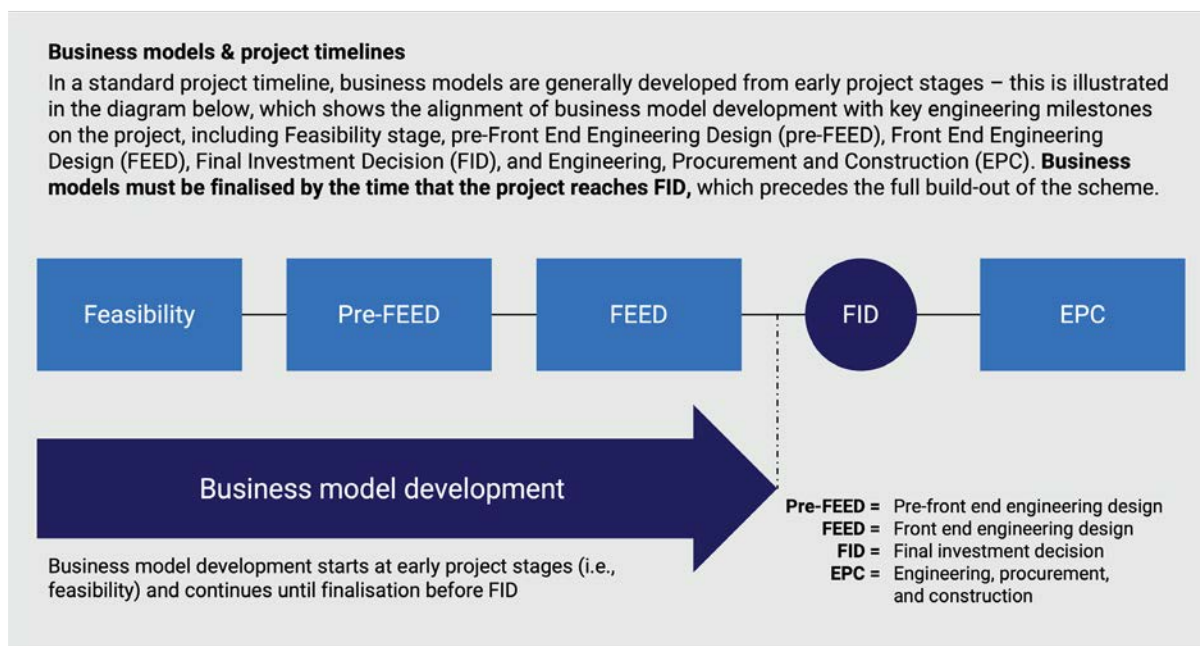 Business models & project timelines
In a standard project timeline, business models are generally developed from early project stages – this is illustrated
in the diagram below, which shows the alignment of business model development with key engineering milestones
on the project, including Feasibility stage, pre-Front End Engineering Design (pre-FEED), Front End Engineering
Design (FEED), Final Investment Decision (FID), and Engineering, Procurement and Construction (EPC). Business
models must be finalised by the time that the project reaches FID, which precedes the full build-out of the scheme.
Feasibility
Pre-FEED
FEED
FID
EPC
Business model development
Business model development starts at early project stages (i.e.,
feasibility) and continues until finalisation before FID
Pre-FEED = Pre-front end engineering design
FEED = Front end engineering design
FID = Final investment decision
EPC = Engineering, procurement,
and construction